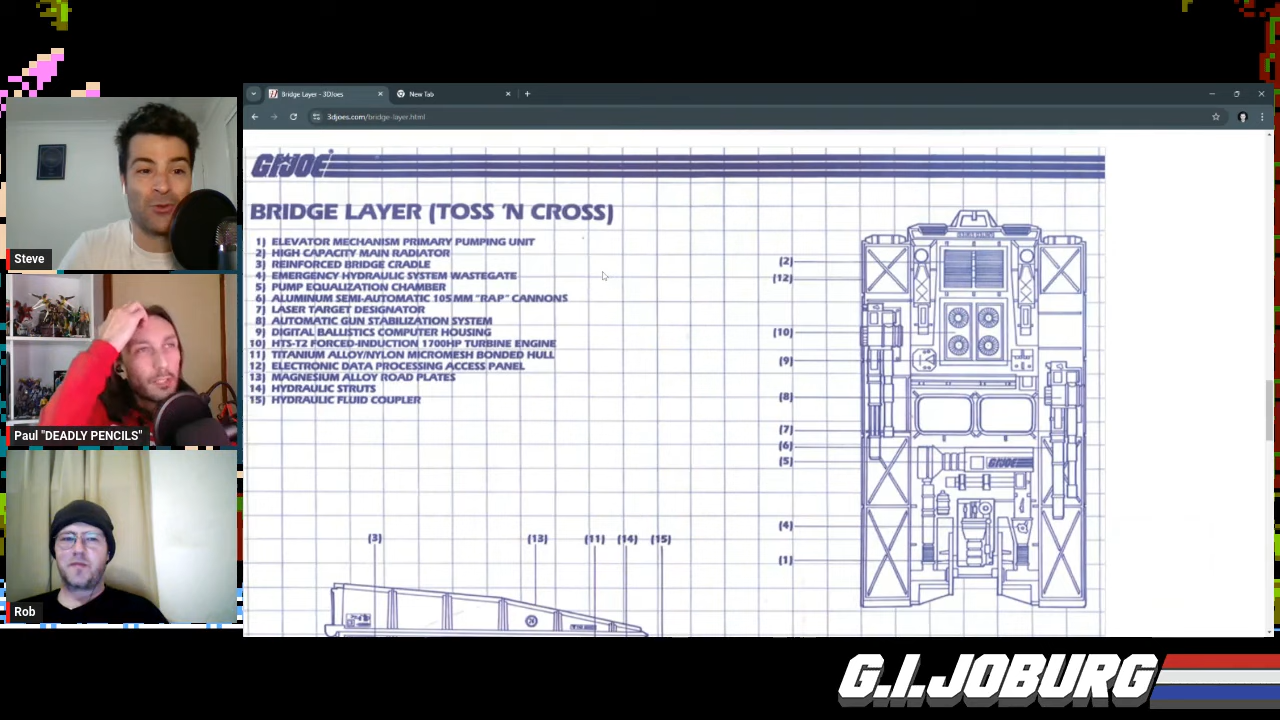 Bridge Layer - 3DJoes
New Tab
3djoes.com/bridge-layer.html
Steve
Paul "DEADLY PENCILS"
Rob
G.I.JOE
BRIDGE LAYER (TOSS 'N CROSS)
1) ELEVATOR MECHANISM PRIMARY PUMPING UNIT
2) HIGH CAPACITY MAIN RADIATOR
3) REINFORCED BRIDGE CRADLE
4) EMERGENCY HYDRAULIC SYSTEM WASTEGATE
5) PUMP EQUALIZATION CHAMBER
6) ALUMINUM SEMI-AUTOMATIC 105MM "RAP" CANNONS
7) LASER TARGET DESIGNATOR
8) AUTOMATIC GUN STABILIZATION SYSTEM
9) DIGITAL BALLISTICS COMPUTER HOUSING
10) HTS-T2 FORCED-INDUCTION 1700HP TURBINE ENGINE
11) TITANIUM ALLOY/NYLON MICROMESH BONDED HULL
12) ELECTRONIC DATA PROCESSING ACCESS PANEL
13) MAGNESIUM ALLOY ROAD PLATES
14) HYDRAULIC STRUTS
15) HYDRAULIC FLUID COUPLER
(2)
(12)
(10)
(9)
(8)
(7)
(6)
(5)
(4)
(1)
G.I.JOE
(3) (13) (11) (14) (15)
G.I.JOBURG